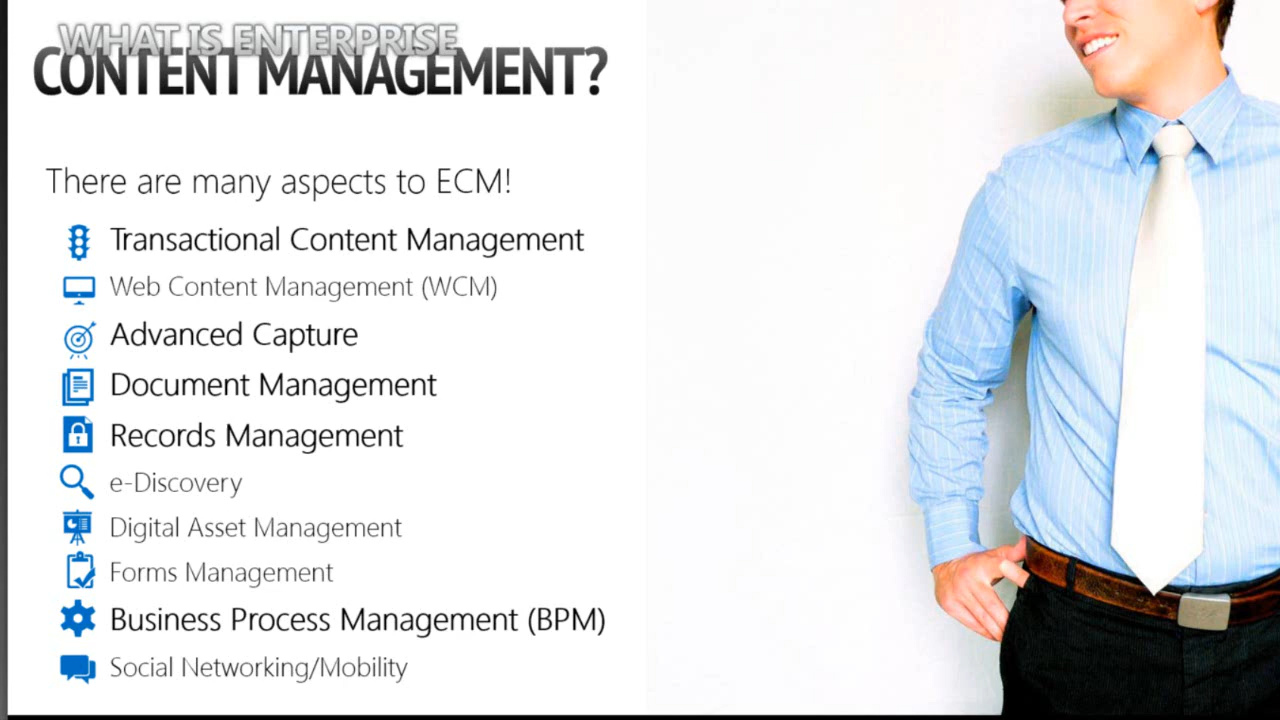 WHAT IS ENTERPRISE
CONTENT MANAGEMENT?
There are many aspects to ECM!
Transactional Content Management
Web Content Management (WCM)
Advanced Capture
Document Management
Records Management
e-Discovery
Digital Asset Management
Forms Management
Business Process Management (BPM)
Social Networking/Mobility